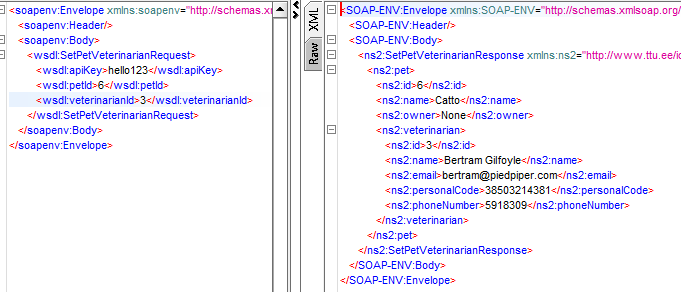 <soapenv:Envelope xmlns:soapenv="http://schemas.xm
<soapenv:Header/>
<soapenv:Body>
<wsdl:SetPetVeterinarianRequest>
<wsdl:apiKey>hello123</wsdl:apiKey>
<wsdl:petId>6</wsdl:petId>
<wsdl:veterinarianId>3</wsdl:veterinarianId>
</wsdl:SetPetVeterinarianRequest>
</soapenv:Body>
</soapenv:Envelope>
XML
Raw
<SOAP-ENV:Envelope xmlns:SOAP-ENV="http://schemas.xmlsoap.org/
<SOAP-ENV:Header/>
<SOAP-ENV:Body>
<ns2:SetPetVeterinarianResponse xmlns:ns2="http://www.ttu.ee/id
<ns2:pet>
<ns2:id>6</ns2:id>
<ns2:name>Catto</ns2:name>
<ns2:owner>None</ns2:owner>
<ns2:veterinarian>
<ns2:id>3</ns2:id>
<ns2:name>Bertram Gilfoyle</ns2:name>
<ns2:email>bertram@piedpiper.com</ns2:email>
<ns2:personalCode>38503214381</ns2:personalCode>
<ns2:phoneNumber>5918309</ns2:phoneNumber>
</ns2:veterinarian>
</ns2:pet>
</ns2:SetPetVeterinarianResponse>
</SOAP-ENV:Body>
</SOAP-ENV:Envelope>